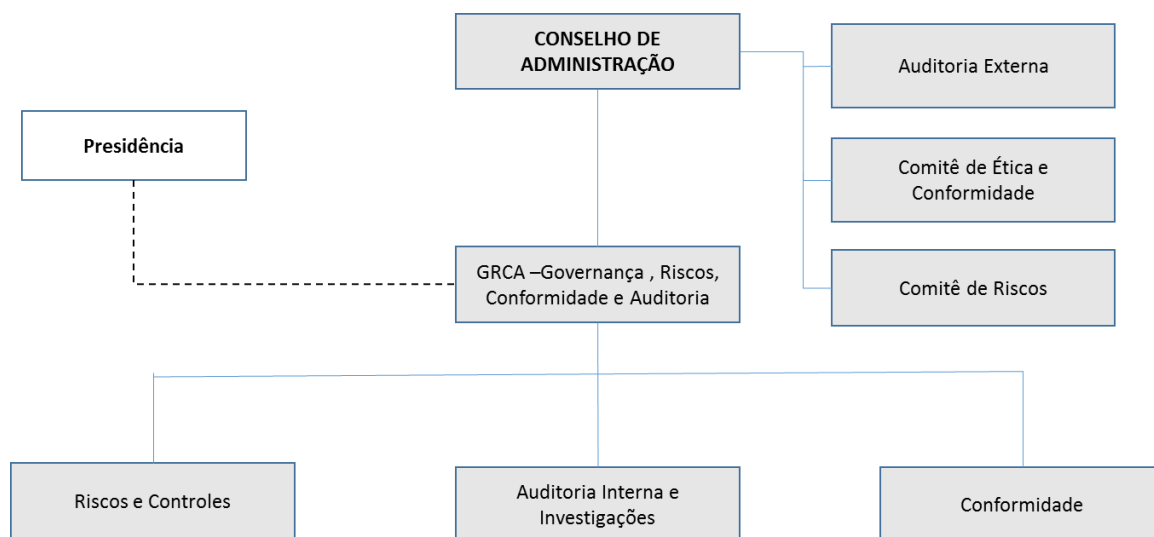 CONSELHO DE
ADMINISTRAÇÃO
Auditoria Externa
Presidência
Comitê de Ética e
Conformidade
GRCA –Governança , Riscos,
Conformidade e Auditoria
Comitê de Riscos
Riscos e Controles
Auditoria Interna e
Investigações
Conformidade